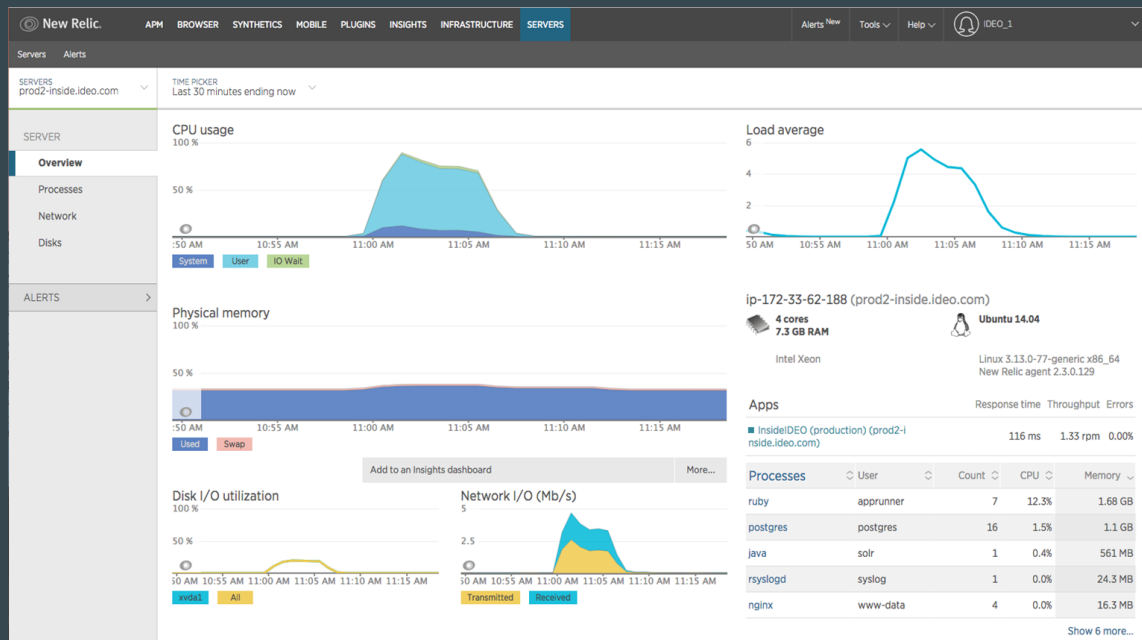 New Relic. APM BROWSER SYNTHETICS MOBILE PLUGINS INSIGHTS INFRASTRUCTURE SERVERS Alerts New Tools Help IDEO_1
Servers Alerts
SERVERS
prod2-inside.ideo.com
TIME PICKER
Last 30 minutes ending now
SERVER
Overview
Processes
Network
Disks
ALERTS
CPU usage
100 %
50 %
:50 AM 10:55 AM 11:00 AM 11:05 AM 11:10 AM 11:15 AM
System User IO Wait
Load average
6
4
2
50 AM 10:55 AM 11:00 AM 11:05 AM 11:10 AM 11:15 AM
Physical memory
100 %
50 %
:50 AM 10:55 AM 11:00 AM 11:05 AM 11:10 AM 11:15 AM
Used Swap
Add to an Insights dashboard More...
Disk I/O utilization
100 %
50 %
50 AM 10:55 AM 11:00 AM 11:05 AM 11:10 AM 11:15 AM
xvda1 All
Network I/O (Mb/s)
5
2.5
50 AM 10:55 AM 11:00 AM 11:05 AM 11:10 AM 11:15 AM
Transmitted Received
ip-172-33-62-188 (prod2-inside.ideo.com)
4 cores
7.3 GB RAM
Intel Xeon
Ubuntu 14.04
Linux 3.13.0-77-generic x86_64
New Relic agent 2.3.0.129
Apps Response time Throughput Errors
InsideIDEO (production) (prod2-i
nside.ideo.com) 116 ms 1.33 rpm 0.00%
Processes User Count CPU Memory
ruby apprunner 7 12.3% 1.68 GB
postgres postgres 16 1.5% 1.1 GB
java solr 1 0.4% 561 MB
rsyslogd syslog 1 0.0% 24.3 MB
nginx www-data 4 0.0% 16.3 MB
Show 6 more...